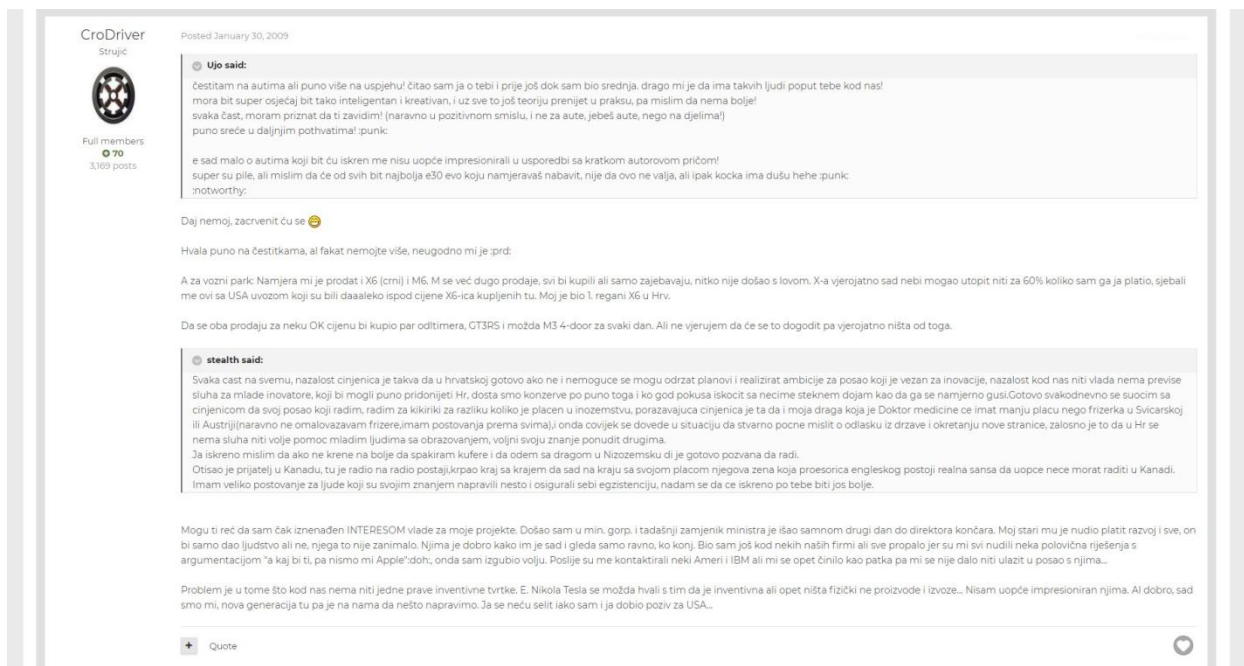 CroDriver
Strujić
Full members
70
3,169 posts
Posted January 30, 2009
Ujo said:
čestitam na autima ali puno više na uspjehu! čitao sam ja o tebi i prije još dok sam bio srednja. drago mi je da ima takvih ljudi poput tebe kod nas!
mora bit super osjećaj bit tako inteligentan i kreativan, i uz sve to još teoriju prenijet u praksu, pa mislim da nema bolje!
svaka čast, moram priznat da ti zavidim! (naravno u pozitivnom smislu, i ne za aute, jebeš aute, nego na djelima!)
puno sreće u daljnjim pothvatima! :punk:
e sad malo o autima koji bit ću iskren me nisu uopće impresionirali u usporedbi sa kratkom autorovom pričom!
super su pile, ali mislim da će od svih bit najbolja e30 evo koju namjeravaš nabavit, nije da ovo ne valja, ali ipak kocka ima dušu hehe :punk:
:notworthy:
Daj nemoj, zacrvenit ću se
Hvala puno na čestitkama, al fakat nemojte više, neugodno mi je :prd:
A za vozni park: Namjera mi je prodat i X6 (crni) i M6. M se već dugo prodaje, svi bi kupili ali samo zajebavaju, nitko nije došao s lovom. X-a vjerojatno sad nebi mogao utopit niti za 60% koliko sam ga ja platio, sjebali
me ovi sa USA uvozom koji su bili daaaleko ispod cijene X6-ica kupljenih tu. Moj je bio 1. regani X6 u Hrv.
Da se oba prodaju za neku OK cijenu bi kupio par odltimera, GT3RS i možda M3 4-door za svaki dan. Ali ne vjerujem da će se to dogodit pa vjerojatno ništa od toga.
stealth said:
Svaka cast na svemu, nazalost cinjenica je takva da u hrvatskoj gotovo ako ne i nemoguce se mogu odrzat planovi i realizirat ambicije za posao koji je vezan za inovacije, nazalost kod nas niti vlada nema previse
sluha za mlade inovatore, koji bi mogli puno pridonijeti Hr, dosta smo konzerve po puno toga i ko god pokusa iskocit sa necime steknem dojam kao da ga se namjerno gusi.Gotovo svakodnevno se suocim sa
cinjenicom da svoj posao koji radim, radim za kikiriki za razliku koliko je placen u inozemstvu, porazavajuca cinjenica je ta da i moja draga koja je Doktor medicine ce imat manju placu nego frizerka u Svicarskoj
ili Austriji(naravno ne omalovazavam frizere,imam postovanja prema svima),i onda covijek se dovede u situaciju da stvarno pocne mislit o odlasku iz drzave i okretanju nove stranice, zalosno je to da u Hr se
nema sluha niti volje pomoc mladim ljudima sa obrazovanjem, voljni svoju znanje ponudit drugima.
Ja iskreno mislim da ako ne krene na bolje da spakiram kufere i da odem sa dragom u Nizozemsku di je gotovo pozvana da radi.
Otisao je prijatelj u Kanadu, tu je radio na radio postaji,krpao kraj sa krajem da sad na kraju sa svojom placom njegova zena koja proesorica engleskog postoji realna sansa da uopce nece morat raditi u Kanadi.
Imam veliko postovanje za ljude koji su svojim znanjem napravili nesto i osigurali sebi egzistenciju, nadam se da ce iskreno po tebe biti jos bolje.
Mogu ti reć da sam čak iznenađen INTERESOM vlade za moje projekte. Došao sam u min. gorp. i tadašnji zamjenik ministra je išao samnom drugi dan do direktora končara. Moj stari mu je nudio platit razvoj i sve, on
bi samo dao ljudstvo ali ne, njega to nije zanimalo. Njima je dobro kako im je sad i gleda samo ravno, ko konj. Bio sam još kod nekih naših firmi ali sve propalo jer su mi svi nudili neka polovična riješenja s
argumentacijom "a kaj bi ti, pa nismo mi Apple":doh:, onda sam izgubio volju. Poslije su me kontaktirali neki Ameri i IBM ali mi se opet činilo kao patka pa mi se nije dalo niti ulazit u posao s njima...
Problem je u tome što kod nas nema niti jedne prave inventivne tvrtke. E. Nikola Tesla se možda hvali s tim da je inventivna ali opet ništa fizički ne proizvode i izvoze... Nisam uopće impresioniran njima. Al dobro, sad
smo mi, nova generacija tu pa je na nama da nešto napravimo. Ja se neću selit iako sam i ja dobio poziv za USA...
+ Quote